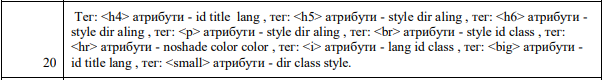 Тег: <h4> атрибути - id title lang , тег: <h5> атрибути - style dir aling , тег: <h6> атрибути -
style dir aling , тег: <p> атрибути - style dir aling , тег: <br> атрибути - style id class , тег:
<hr> атрибути - noshade color color , тег: <i> атрибути - lang id class , тег: <big> атрибути -
20 id title lang , тег: <small> атрибути - dir class style.